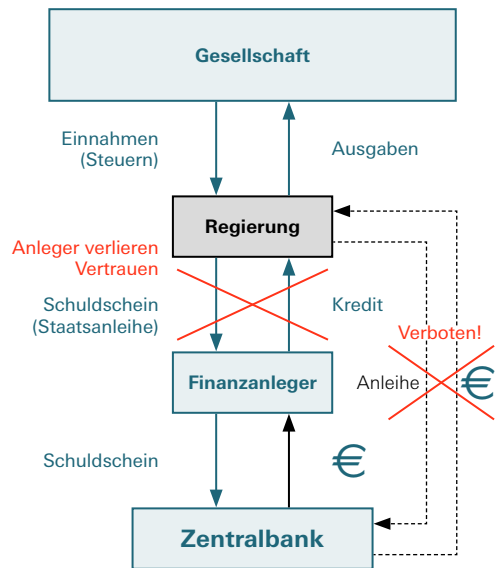 Gesellschaft
Einnahmen
(Steuern)
Ausgaben
Regierung
Anleger verlieren
Vertrauen
Schuldschein
(Staatsanleihe)
Kredit
Verboten!
Finanzanleger
Anleihe
€
Schuldschein
€
Zentralbank